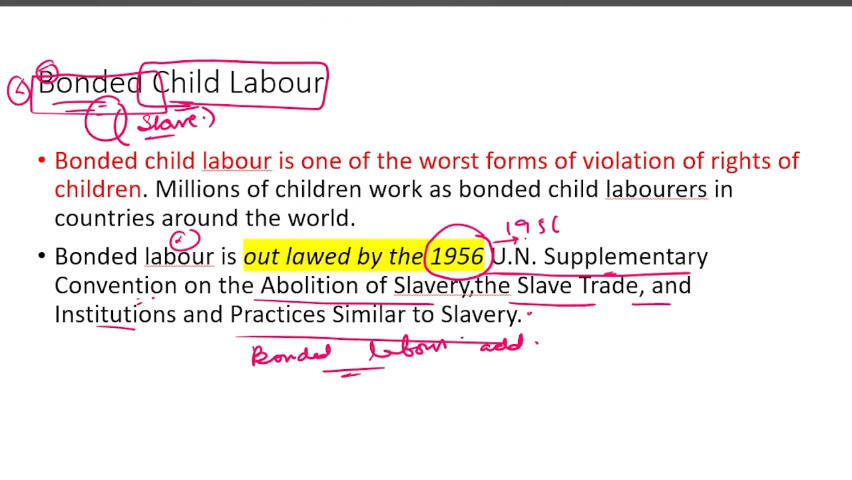 Bonded Child Labour
(Slave.)
• Bonded child labour is one of the worst forms of violation of rights of
children. Millions of children work as bonded child labourers in
countries around the world.
1956
• Bonded labour is out lawed by the 1956 U.N. Supplementary
Convention on the Abolition of Slavery,the Slave Trade, and
Institutions and Practices Similar to Slavery.
Bonded labour add.